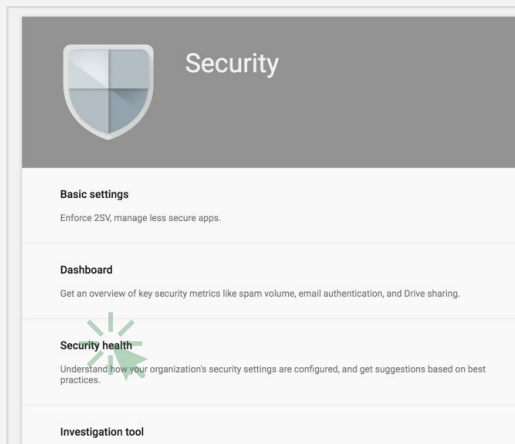 Security
Basic settings
Enforce 2SV, manage less secure apps.
Dashboard
Get an overview of key security metrics like spam volume, email authentication, and Drive sharing.
Security health
Understand how your organization's security settings are configured, and get suggestions based on best
practices.
Investigation tool